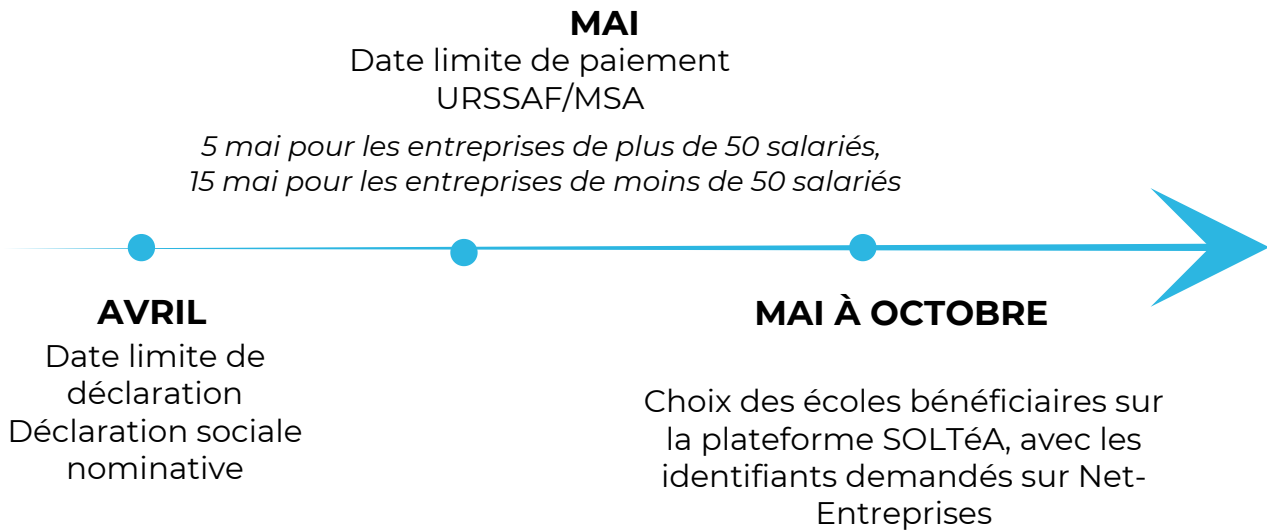 MAI
Date limite de paiement
URSSAF/MSA
5 mai pour les entreprises de plus de 50 salariés,
15 mai pour les entreprises de moins de 50 salariés
AVRIL
Date limite de
déclaration
Déclaration sociale
nominative
MAI À OCTOBRE
Choix des écoles bénéficiaires sur
la plateforme SOLTéA, avec les
identifiants demandés sur Net-
Entreprises